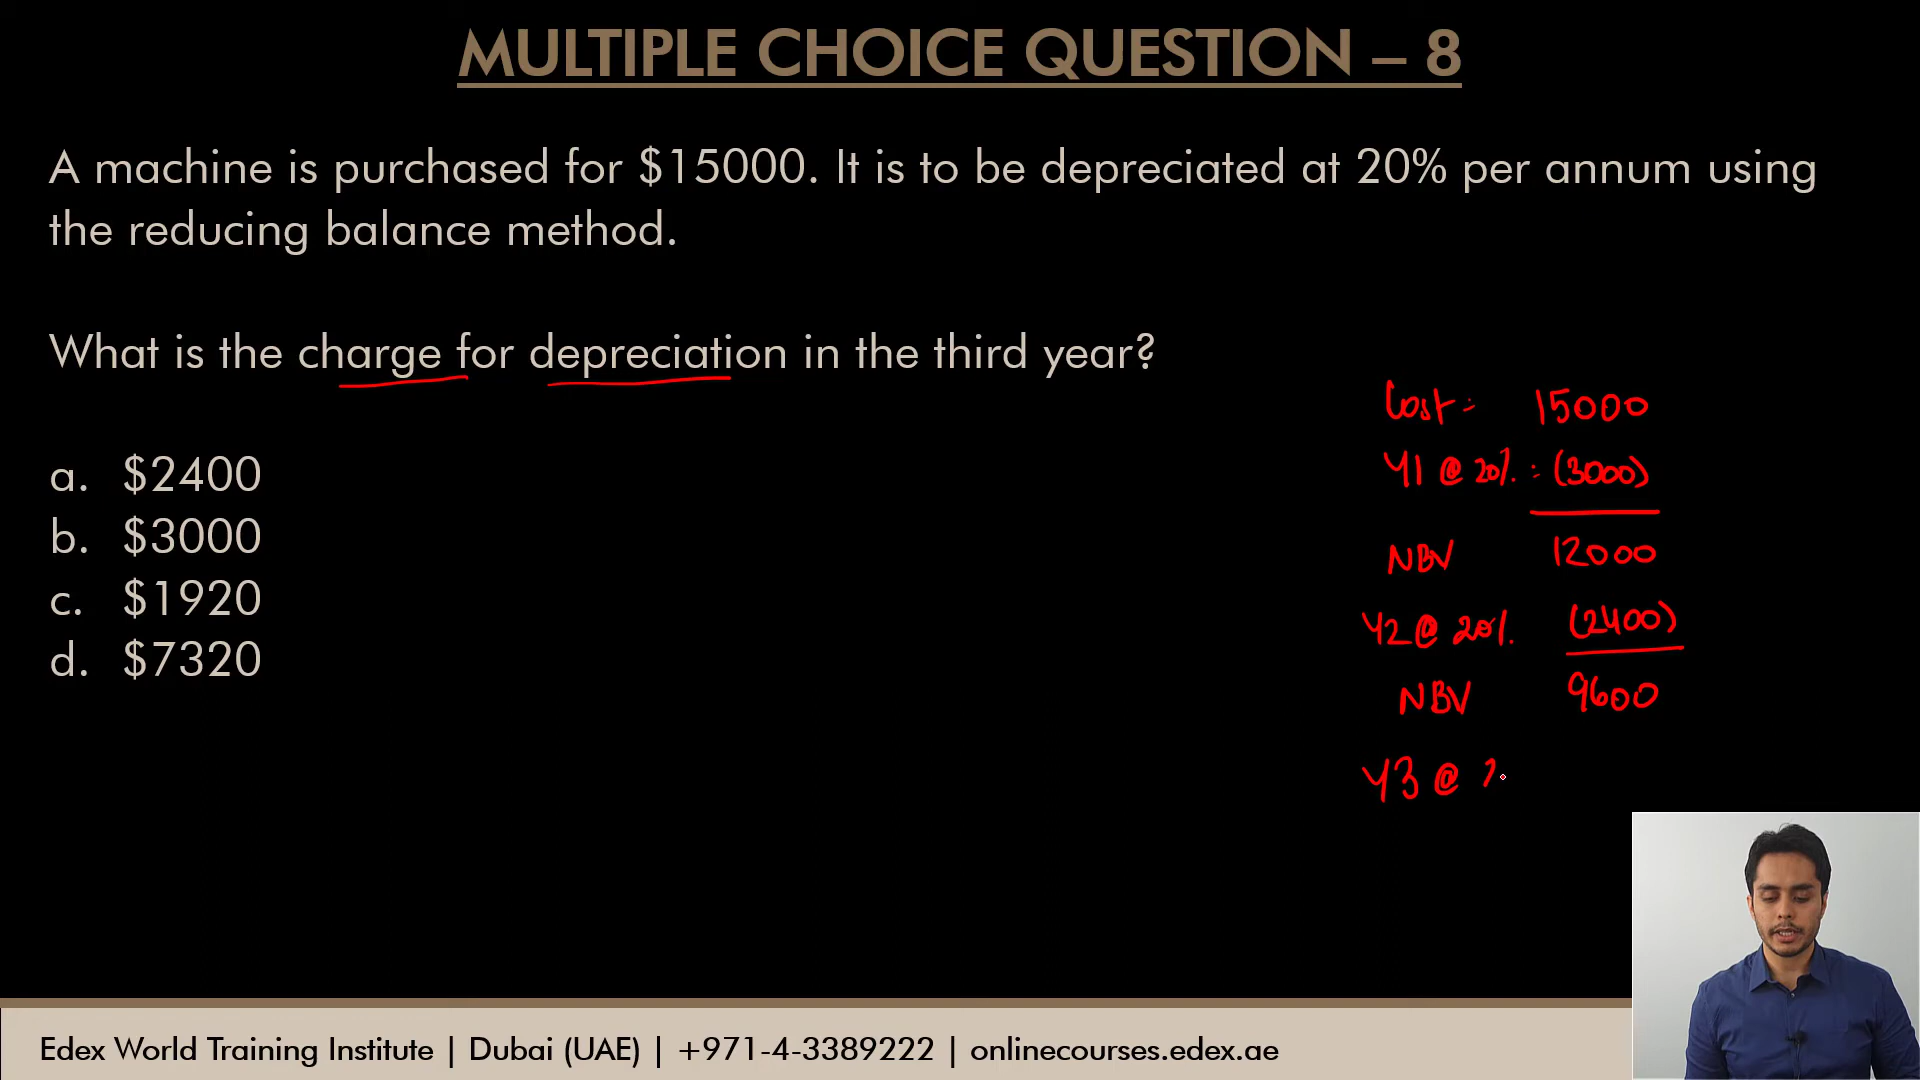 MULTIPLE CHOICE QUESTION – 8
A machine is purchased for $15000. It is to be depreciated at 20% per annum using
the reducing balance method.
What is the charge for depreciation in the third year?
a. $2400
b. $3000
c. $1920
d. $7320
Cost = 15000
Y1 @ 20% = (3000)
NBV 12000
Y2 @ 20% (2400)
NBV 9600
Y3 @
Edex World Training Institute | Dubai (UAE) | +971-4-3389222 | onlinecourses.edex.ae